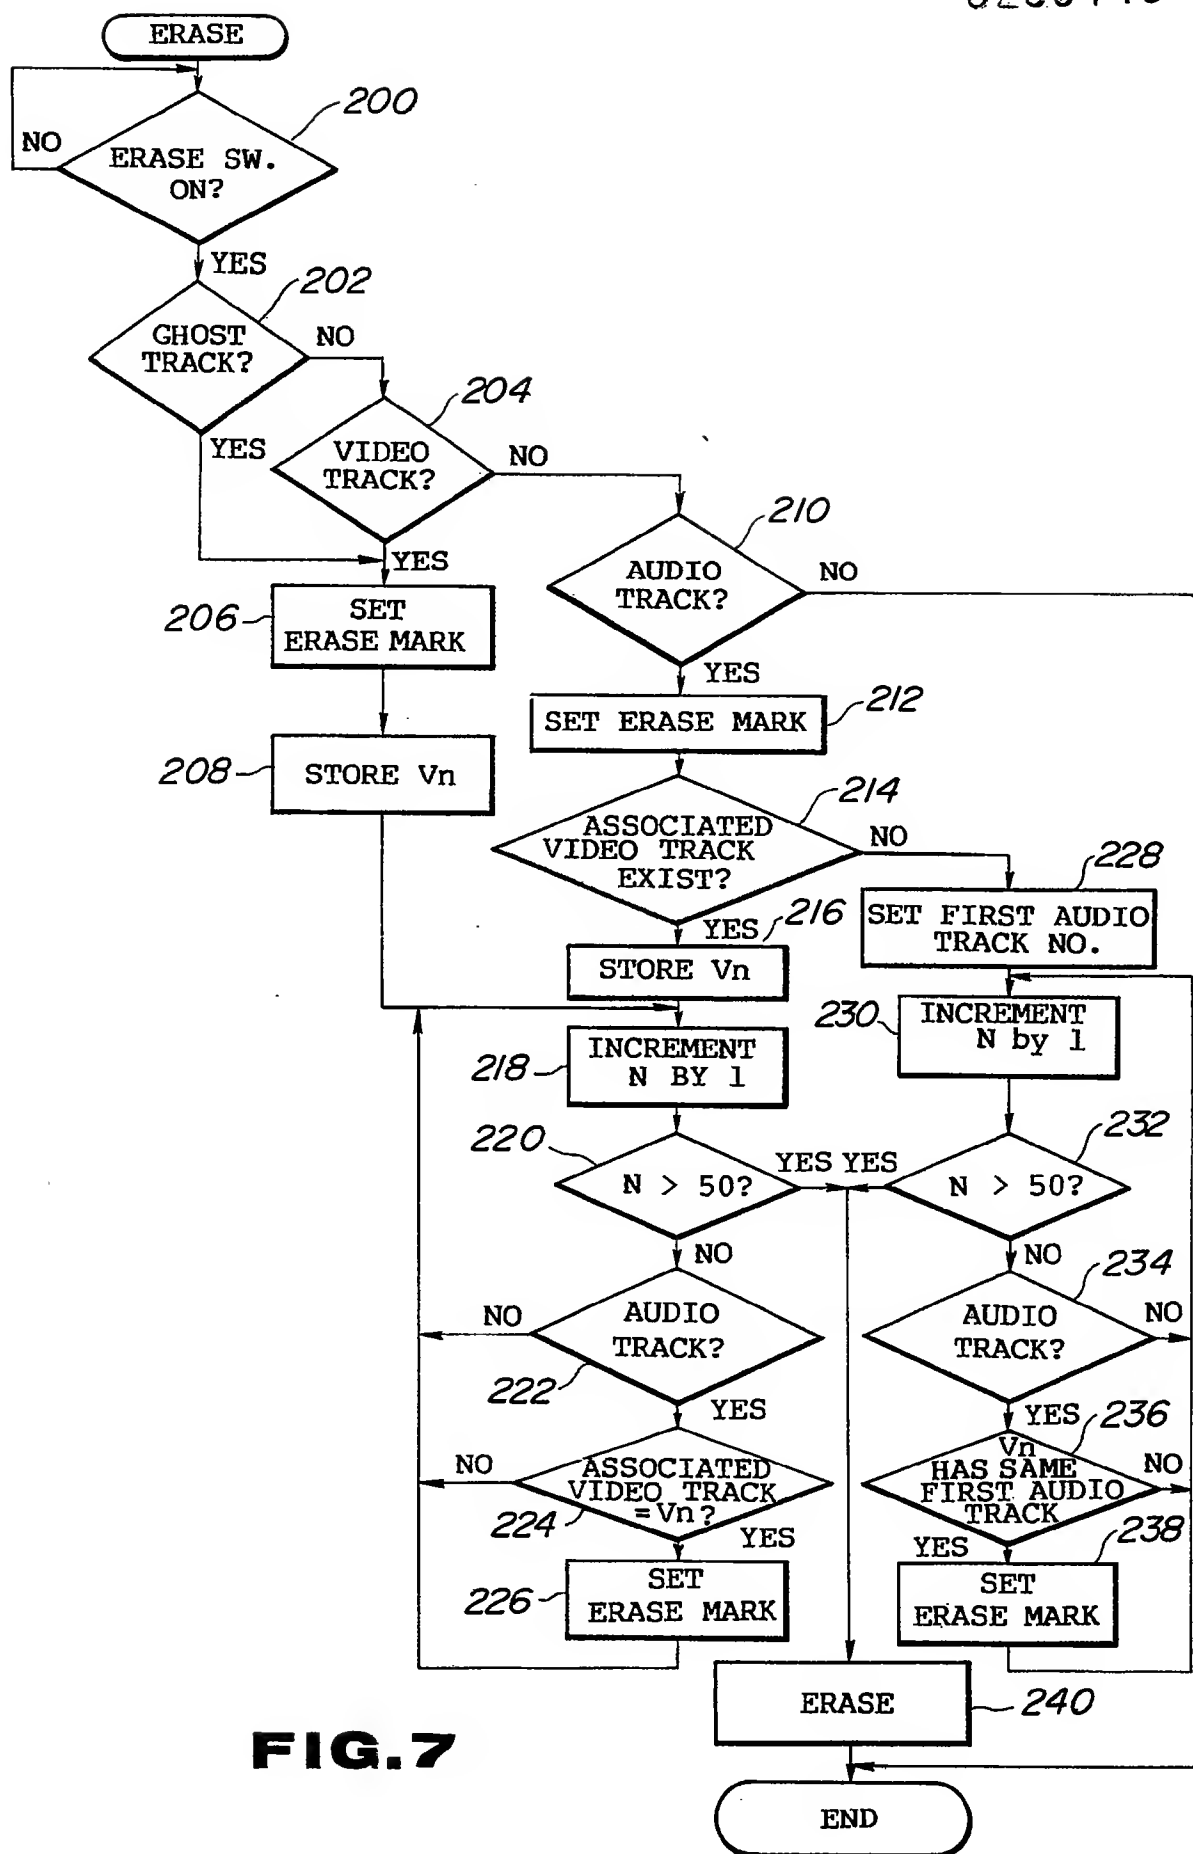 ERASE
200
NO
ERASE SW.
ON?
YES
202
GHOST
TRACK?
NO
204
YES
VIDEO
TRACK?
NO
210
YES
AUDIO
TRACK?
NO
206
SET
ERASE MARK
YES
212
SET ERASE MARK
208
STORE Vn
214
ASSOCIATED
VIDEO TRACK
EXIST?
NO
228
YES
216
SET FIRST AUDIO
TRACK NO.
STORE Vn
230
INCREMENT
N by 1
218
INCREMENT
N BY 1
220
N > 50?
YES
YES
232
N > 50?
NO
NO
234
NO
AUDIO
TRACK?
222
AUDIO
TRACK?
NO
YES
YES
236
NO
ASSOCIATED
VIDEO TRACK
=Vn?
224
Vn
HAS SAME
FIRST AUDIO
TRACK
NO
YES
YES
238
226
SET
ERASE MARK
SET
ERASE MARK
ERASE
240
FIG.7
END